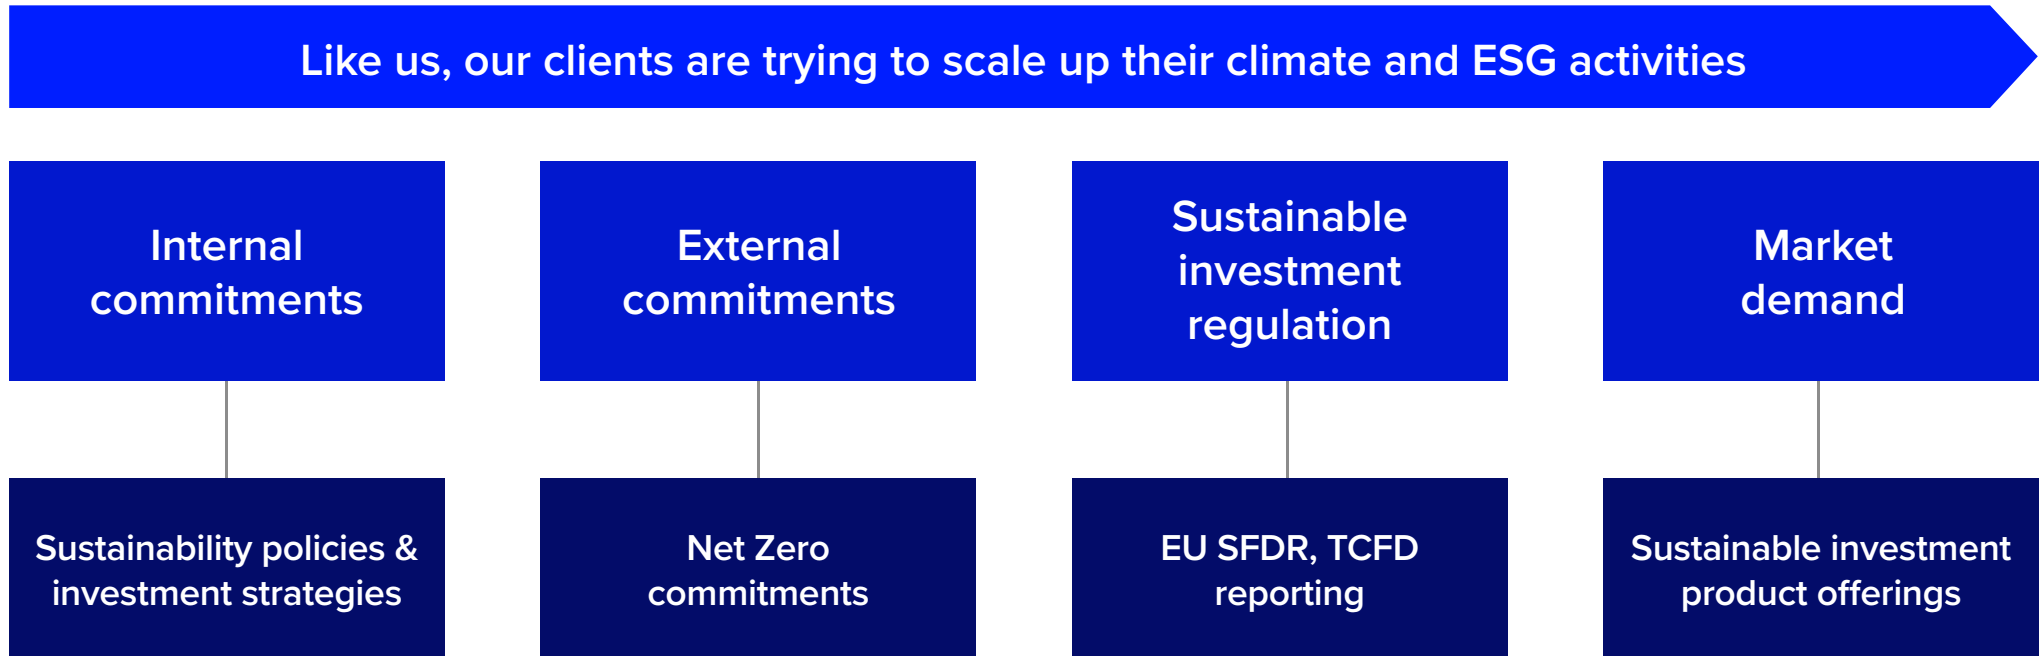 Like us, our clients are trying to scale up their climate and ESG activities
Internal
commitments
External
commitments
Sustainable
investment
regulation
Market
demand
Sustainability policies &
investment strategies
Net Zero
commitments
EU SFDR, TCFD
reporting
Sustainable investment
product offerings